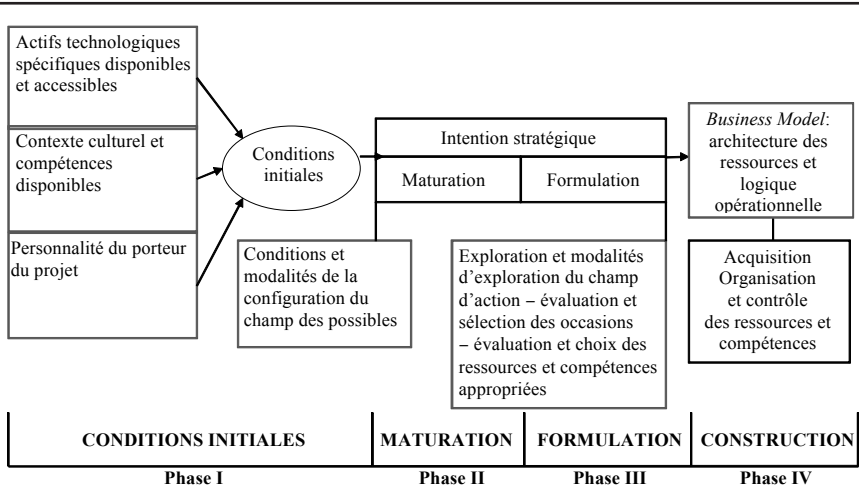 Actifs technologiques
spécifiques disponibles
et accessibles
Contexte culturel et
compétences
disponibles
Personnalité du porteur
du projet
Conditions
initiales
Intention stratégique
Maturation
Formulation
Business Model:
architecture des
ressources et
logique
opérationnelle
Conditions et
modalités de la
configuration du
champ des possibles
Exploration et modalités
d’exploration du champ
d’action – évaluation et
sélection des occasions
– évaluation et choix des
ressources et compétences
appropriées
Acquisition
Organisation
et contrôle
des ressources et
compétences
CONDITIONS INITIALES
MATURATION
FORMULATION
CONSTRUCTION
Phase I
Phase II
Phase III
Phase IV